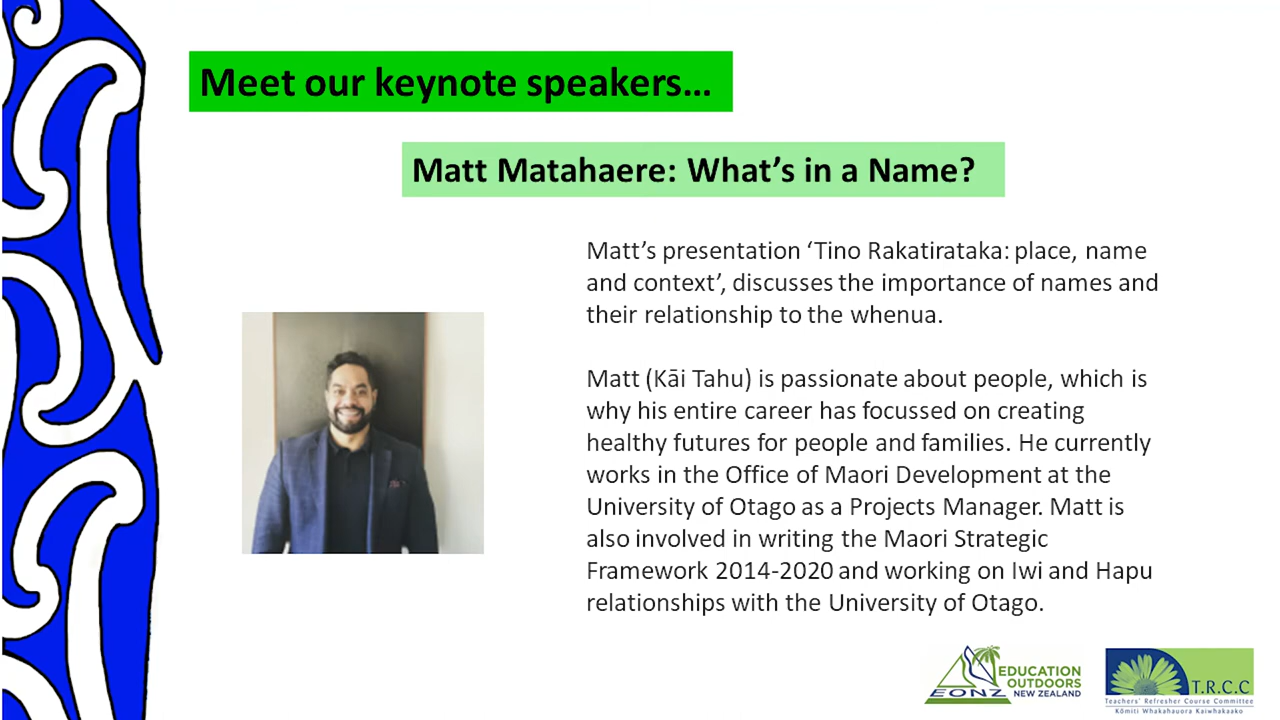 Meet our keynote speakers…
Matt Matahaere: What’s in a Name?
Matt’s presentation ‘Tino Rakatirataka: place, name
and context’, discusses the importance of names and
their relationship to the whenua.
Matt (Kāi Tahu) is passionate about people, which is
why his entire career has focussed on creating
healthy futures for people and families. He currently
works in the Office of Maori Development at the
University of Otago as a Projects Manager. Matt is
also involved in writing the Maori Strategic
Framework 2014-2020 and working on Iwi and Hapu
relationships with the University of Otago.
EONZ
EDUCATION
OUTDOORS
NEW ZEALAND
T.R.C.C
Teachers' Refresher Course Committee
Kōmiti Whakahauora Kaiwhakaako